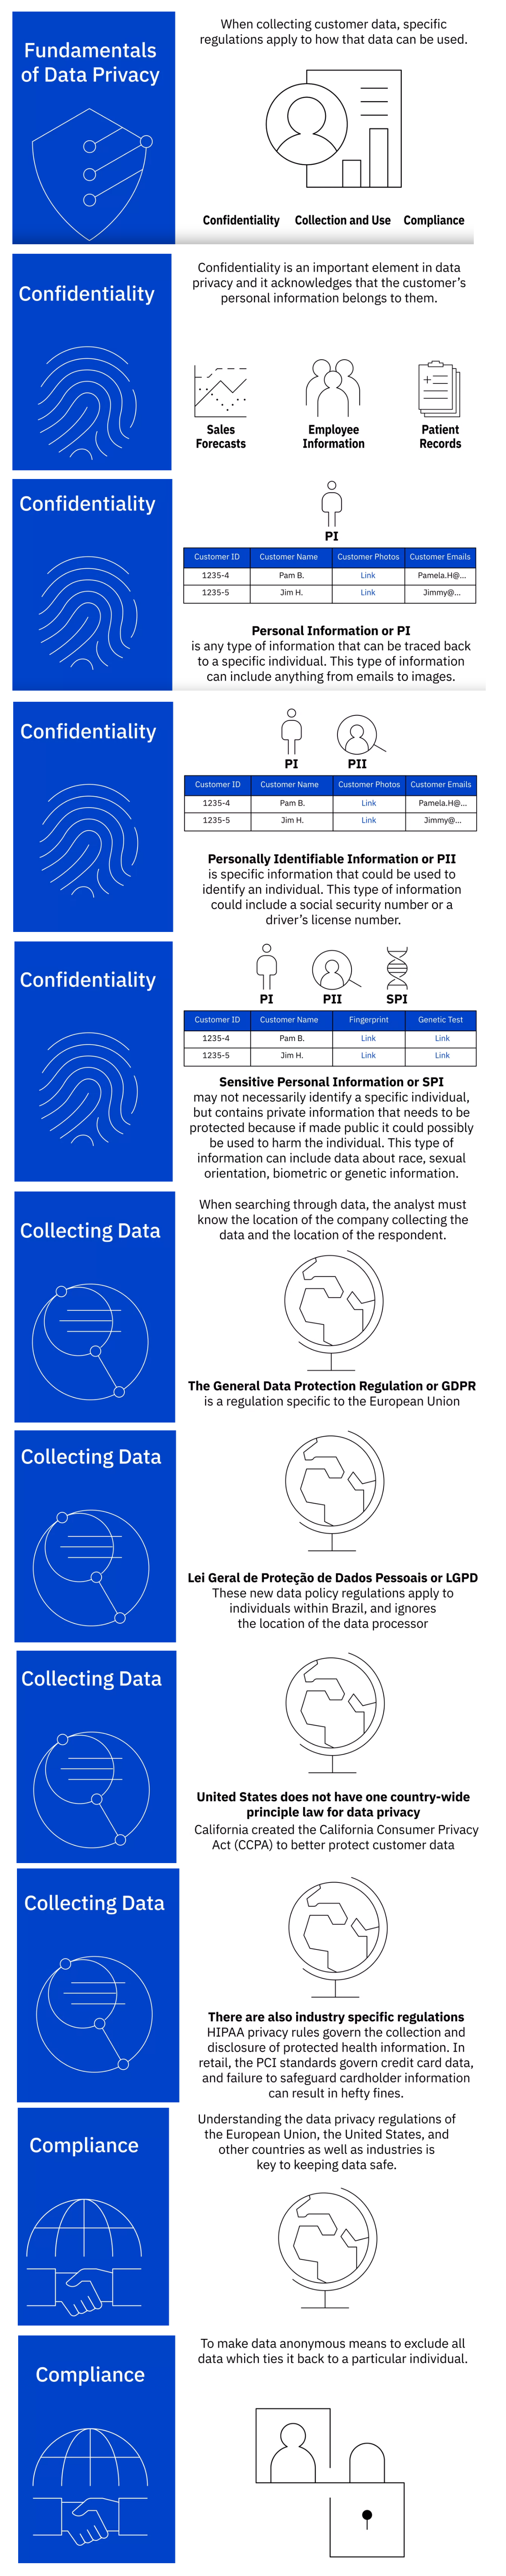 Fundamentals
of Data Privacy
When collecting customer data, specific
regulations apply to how that data can be used.
Confidentiality
Collection and Use
Compliance
Confidentiality
Confidentiality is an important element in data
privacy and it acknowledges that the customer's
personal information belongs to them.
Sales
Forecasts
Employee
Information
Patient
Records
Confidentiality
PI
Customer ID Customer Name Customer Photos Customer Emails
1235-4 Pam B. Link Pamela.H@...
1235-5 Jim H. Link Jimmy@...
Personal Information or PI
is any type of information that can be traced back
to a specific individual. This type of information
can include anything from emails to images.
Confidentiality
PI PII
Customer ID Customer Name Customer Photos Customer Emails
1235-4 Pam B. Link Pamela.H@...
1235-5 Jim H. Link Jimmy@...
Personally Identifiable Information or PII
is specific information that could be used to
identify an individual. This type of information
could include a social security number or a
driver's license number.
Confidentiality
PI PII SPI
Customer ID Customer Name Fingerprint Genetic Test
1235-4 Pam B. Link Link
1235-5 Jim H. Link Link
Sensitive Personal Information or SPI
may not necessarily identify a specific individual,
but contains private information that needs to be
protected because if made public it could possibly
be used to harm the individual. This type of
information can include data about race, sexual
orientation, biometric or genetic information.
Collecting Data
When searching through data, the analyst must
know the location of the company collecting the
data and the location of the respondent.
The General Data Protection Regulation or GDPR
is a regulation specific to the European Union
Collecting Data
Lei Geral de Proteção de Dados Pessoais or LGPD
These new data policy regulations apply to
individuals within Brazil, and ignores
the location of the data processor
Collecting Data
United States does not have one country-wide
principle law for data privacy
California created the California Consumer Privacy
Act (CCPA) to better protect customer data
Collecting Data
There are also industry specific regulations
HIPAA privacy rules govern the collection and
disclosure of protected health information. In
retail, the PCI standards govern credit card data,
and failure to safeguard cardholder information
can result in hefty fines.
Compliance
Understanding the data privacy regulations of
the European Union, the United States, and
other countries as well as industries is
key to keeping data safe.
Compliance
To make data anonymous means to exclude all
data which ties it back to a particular individual.